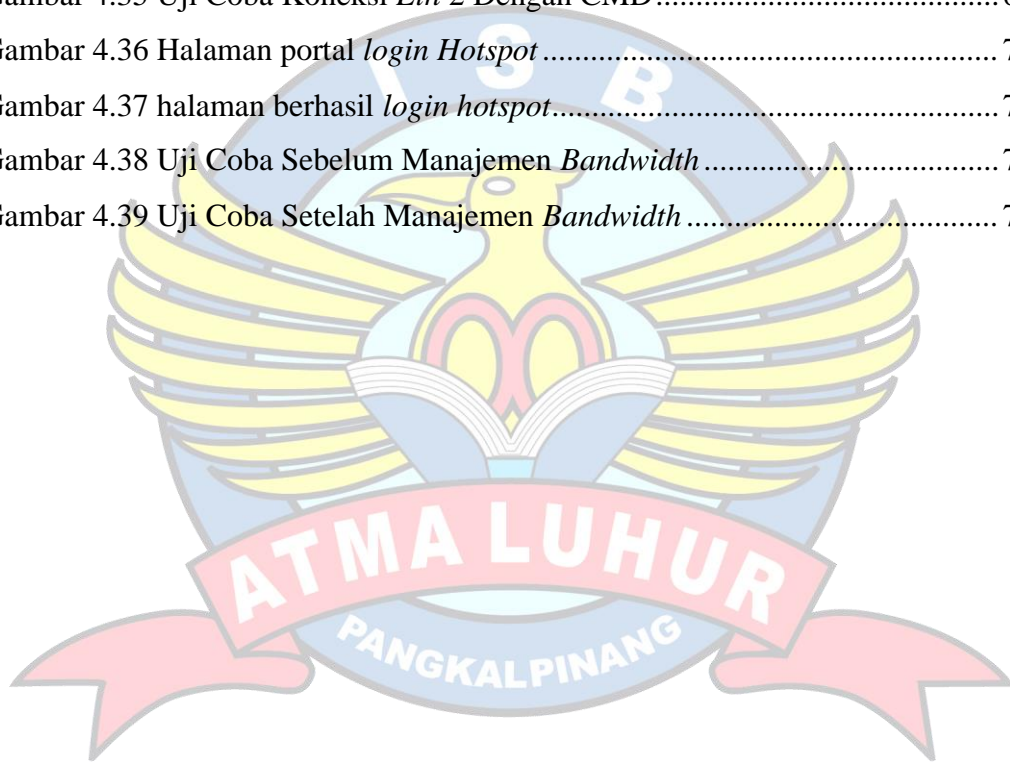 Gambar 4.36 Halaman portal login Hotspot
Gambar 4.37 halaman berhasil login hotspot
Gambar 4.38 Uji Coba Sebelum Manajemen Bandwidth
Gambar 4.39 Uji Coba Setelah Manajemen Bandwidth
I S B
ATMA LUHUR
PANGKALPINANG